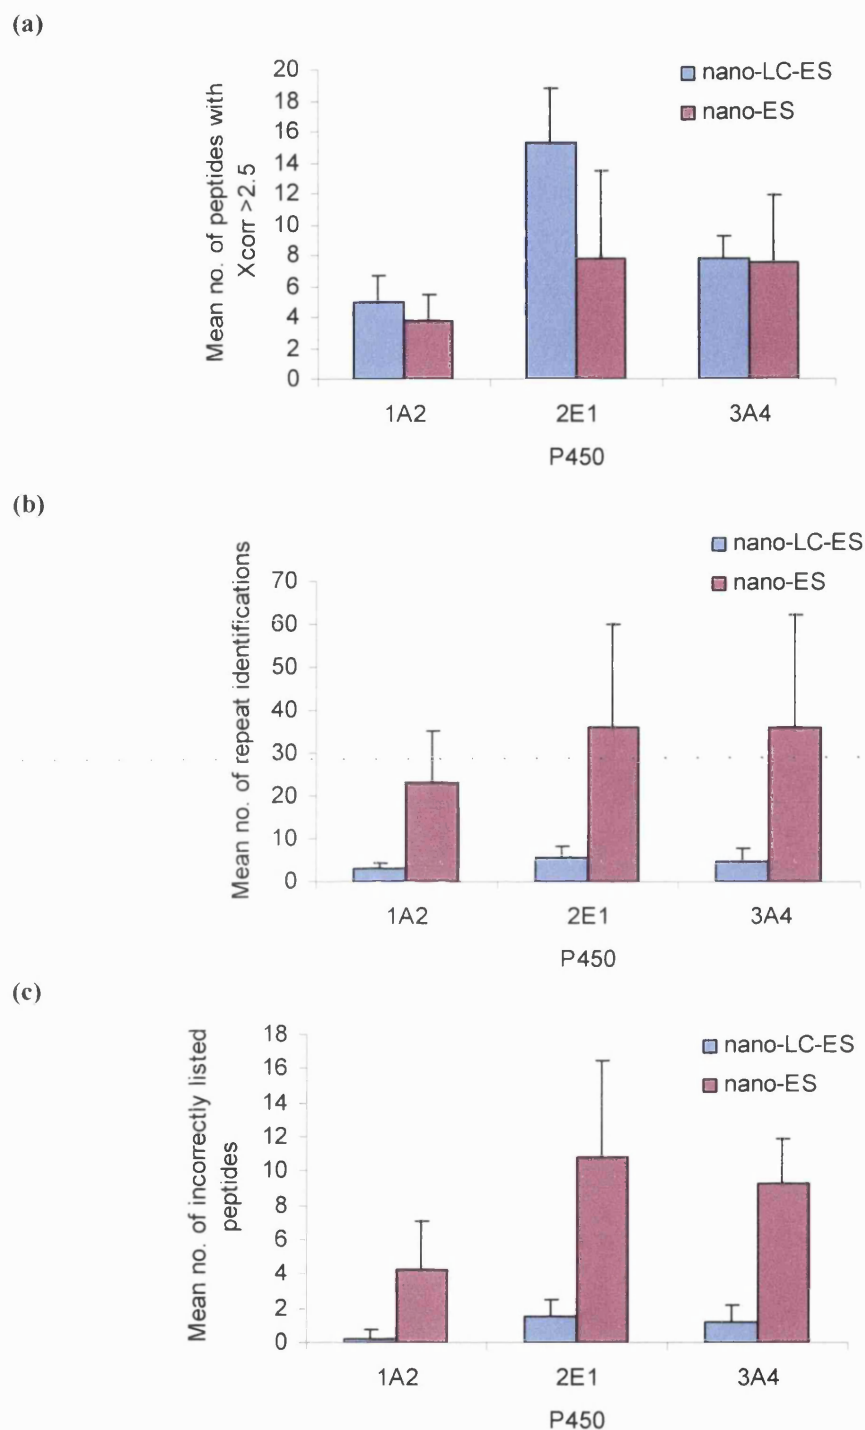 (a)
nano-LC-ES
nano-ES
Mean no. of peptides with
Xcorr >2.5
20
18
16
14
12
10
8
6
4
2
0
1A2 2E1 3A4
P450
(b)
nano-LC-ES
nano-ES
Mean no. of repeat identifications
70
60
50
40
30
20
10
0
1A2 2E1 3A4
P450
(c)
nano-LC-ES
nano-ES
Mean no. of incorrectly listed
peptides
18
16
14
12
10
8
6
4
2
0
1A2 2E1 3A4
P450